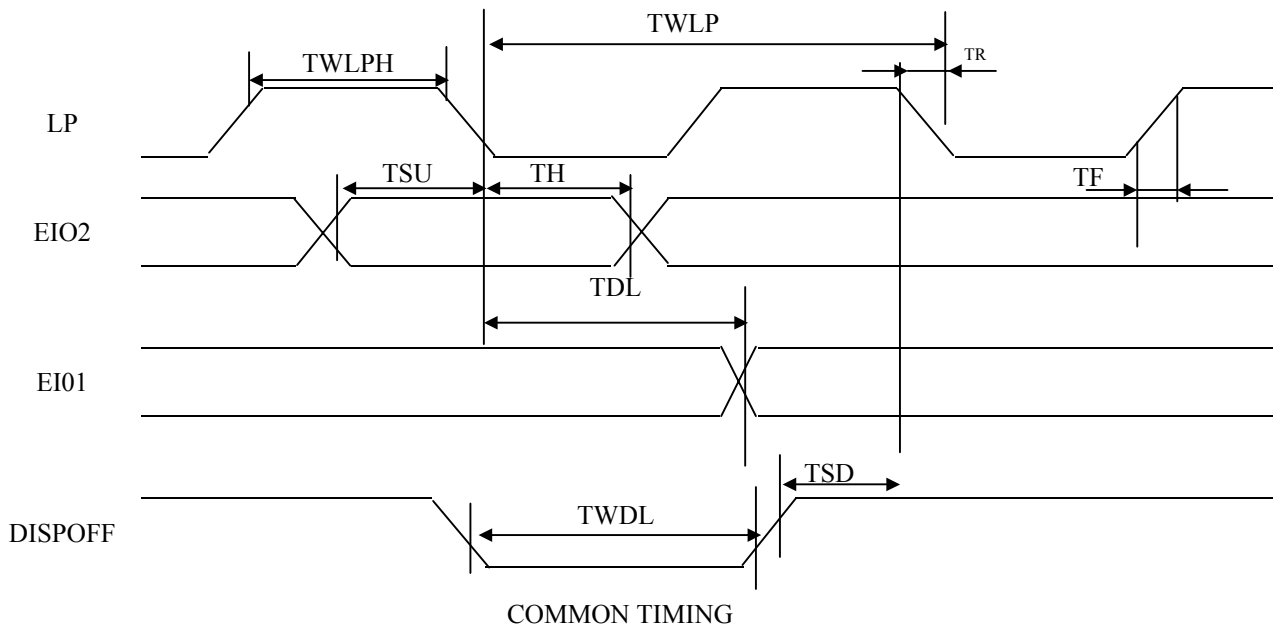 TWLP
TR
TWLPH
LP
TSU
TH
TF
EIO2
TDL
EI01
TSD
TWDL
DISPOFF
COMMON TIMING